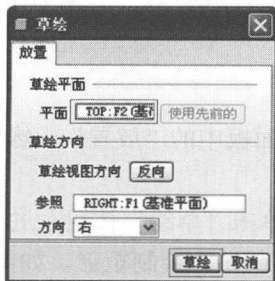 草绘
放置
草绘平面
平面 TOP:F2(基准 使用先前的
草绘方向
草绘视图方向 反向
参照 RIGHT:F1(基准平面)
方向 右
草绘 取消